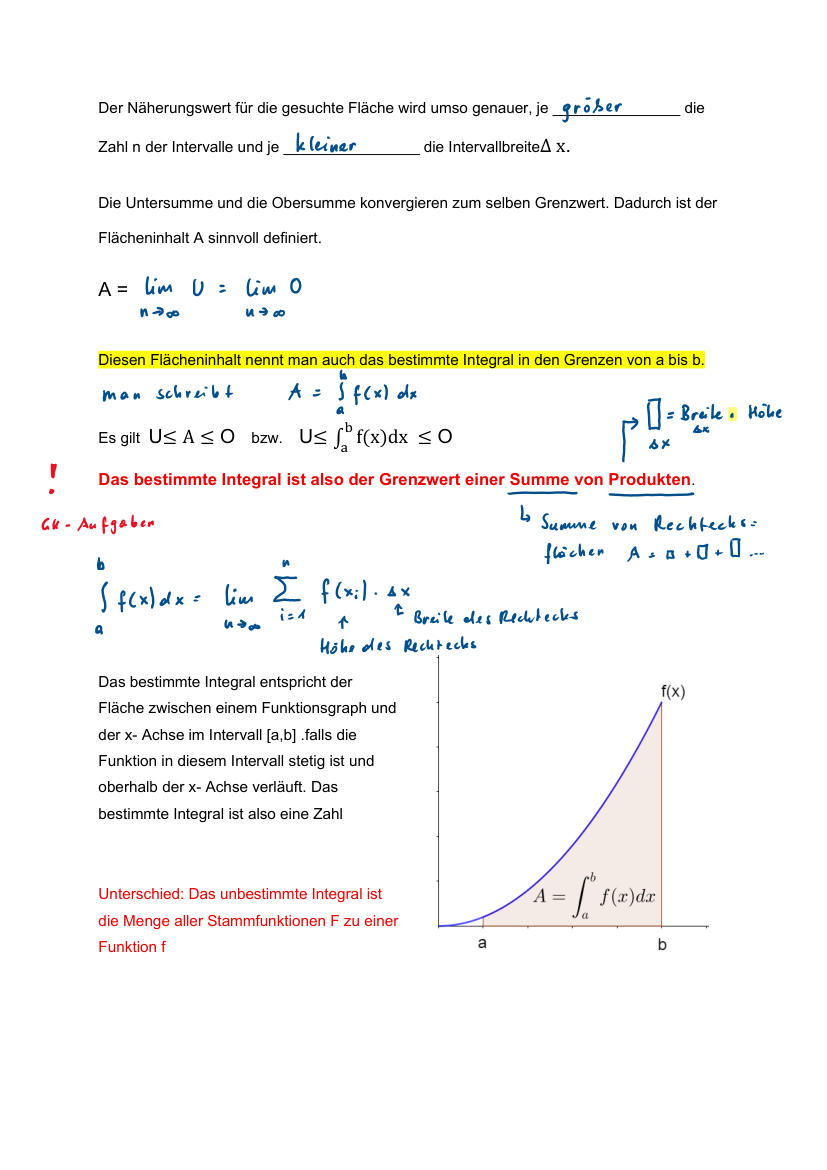 Der Näherungswert für die gesuchte Fläche wird umso genauer, je größer die
Zahl n der Intervalle und je kleiner die IntervallbreiteΔ x.
Die Untersumme und die Obersumme konvergieren zum selben Grenzwert. Dadurch ist der
Flächeninhalt A sinnvoll definiert.
A = lim U = lim O
n→∞ n→∞
Diesen Flächeninhalt nennt man auch das bestimmte Integral in den Grenzen von a bis b.
man schreibt A = ∫_a^b f(x) dx
▯ = Breite · Höhe
Δx Δx
Es gilt U≤ A ≤ O bzw. U≤ ∫_a^b f(x)dx ≤ O
! Das bestimmte Integral ist also der Grenzwert einer Summe von Produkten.
GK-Aufgaben
↳ Summe von Rechtecks=
flächen A = ▯ + ▯ + ▯ ...
∫_a^b f(x)dx = lim_{n→∞} ∑_{i=1}^n f(x_i) · Δx
↑ Breite des Rechtecks
↑ Höhe des Rechtecks
Das bestimmte Integral entspricht der
Fläche zwischen einem Funktionsgraph und
der x- Achse im Intervall [a,b] .falls die
Funktion in diesem Intervall stetig ist und
oberhalb der x- Achse verläuft. Das
bestimmte Integral ist also eine Zahl
Unterschied: Das unbestimmte Integral ist
die Menge aller Stammfunktionen F zu einer
Funktion f
f(x)
A = ∫_a^b f(x)dx
a b